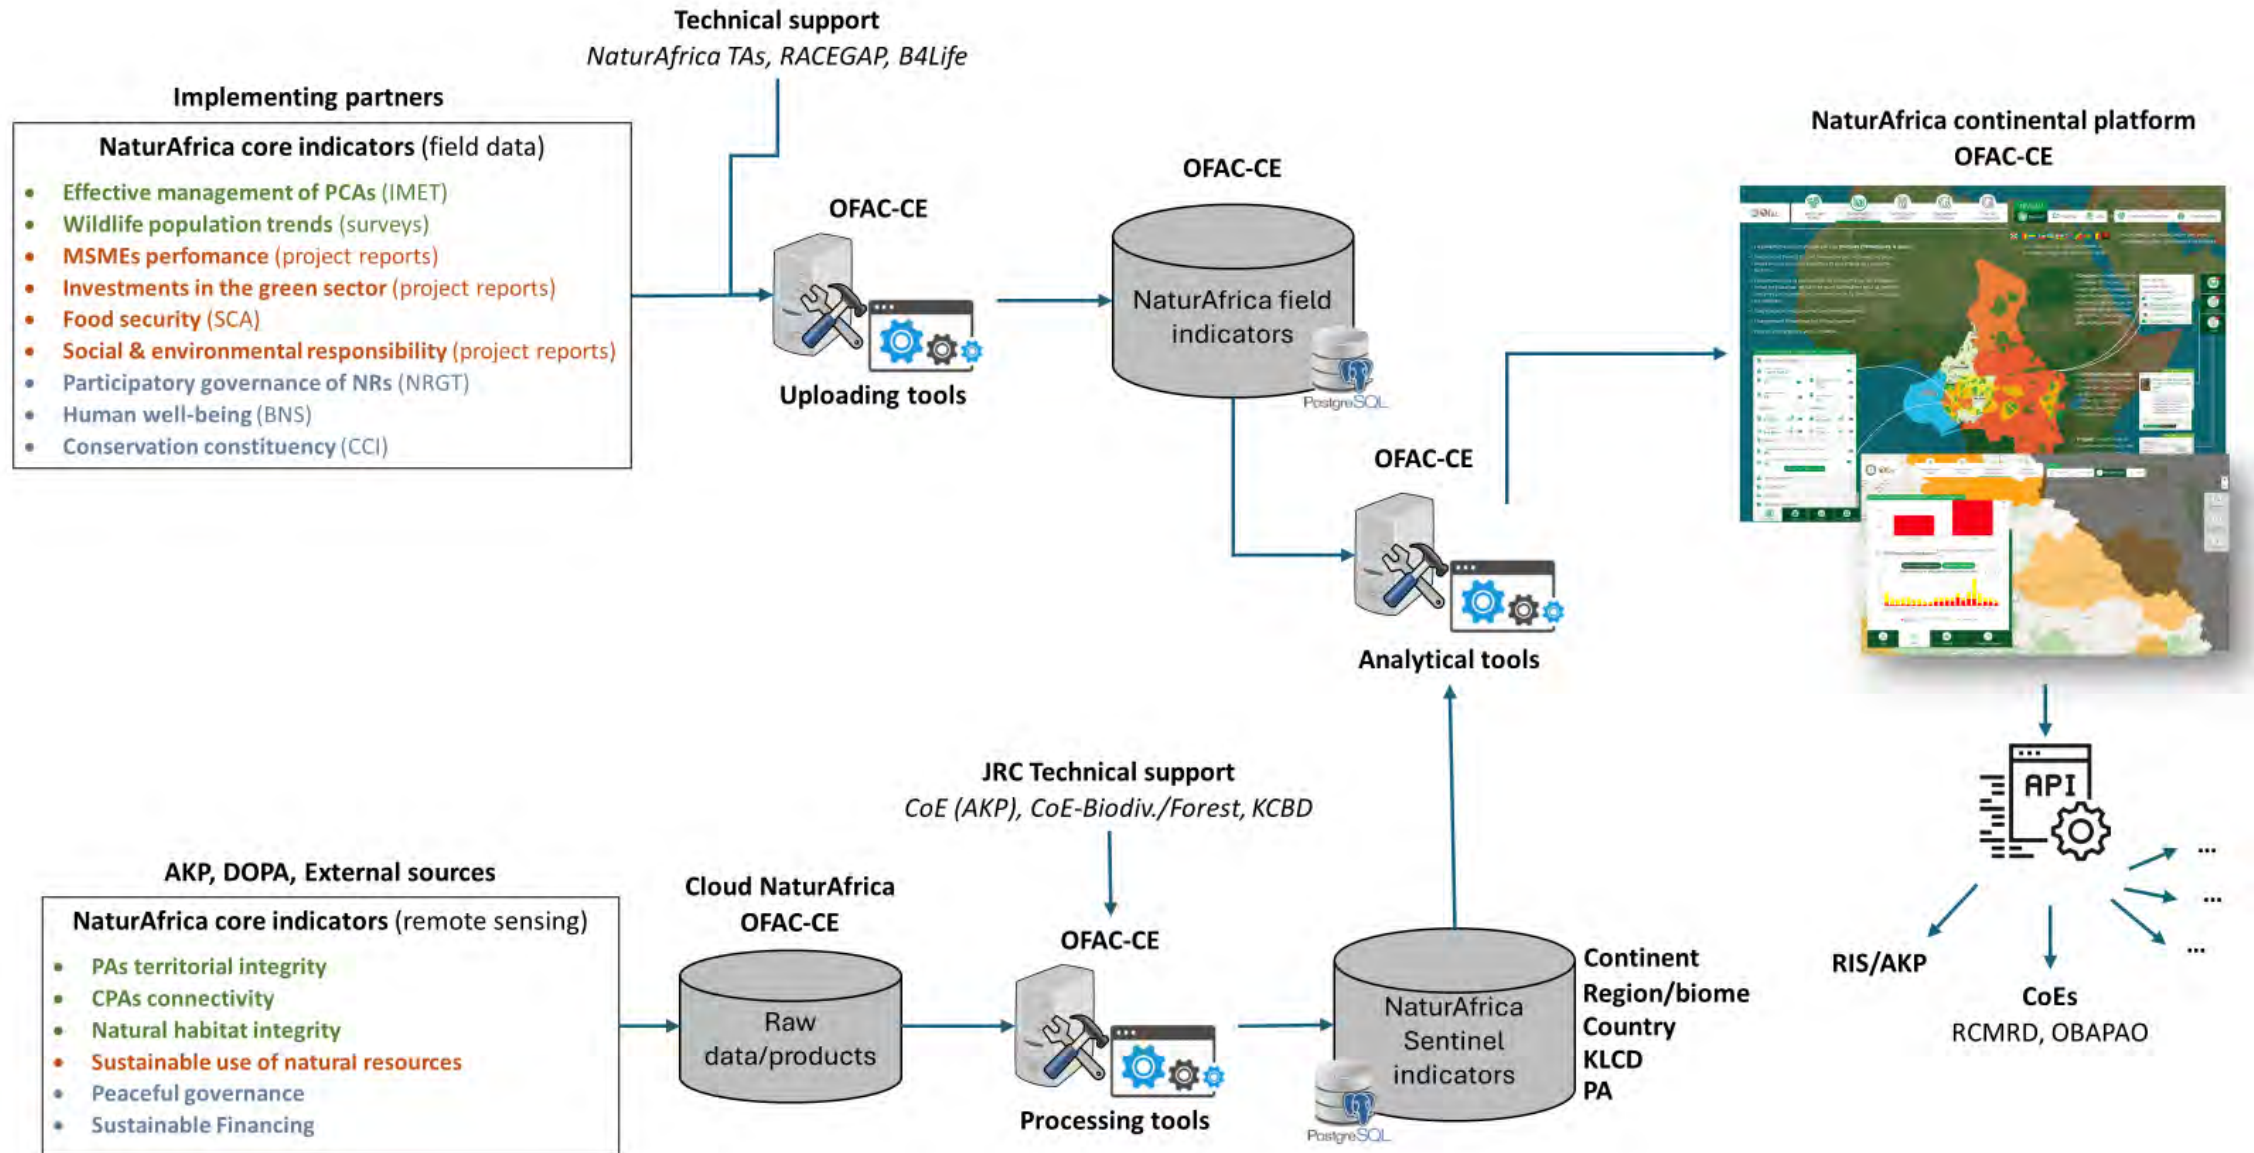 Technical support
NaturAfrica TAs, RACEGAP, B4Life
Implementing partners
NaturAfrica core indicators (field data)
• Effective management of PCAs (IMET)
• Wildlife population trends (surveys)
• MSMEs perfomance (project reports)
• Investments in the green sector (project reports)
• Food security (SCA)
• Social & environmental responsibility (project reports)
• Participatory governance of NRs (NRGT)
• Human well-being (BNS)
• Conservation constituency (CCI)
OFAC-CE
Uploading tools
OFAC-CE
NaturAfrica field
indicators
PostgreSQL
OFAC-CE
Analytical tools
NaturAfrica continental platform
OFAC-CE
API
RIS/AKP
CoEs
RCMRD, OBAPAO
...
...
...
JRC Technical support
CoE (AKP), CoE-Biodiv./Forest, KCBD
AKP, DOPA, External sources
NaturAfrica core indicators (remote sensing)
• PAs territorial integrity
• CPAs connectivity
• Natural habitat integrity
• Sustainable use of natural resources
• Peaceful governance
• Sustainable Financing
Cloud NaturAfrica
OFAC-CE
Raw
data/products
OFAC-CE
Processing tools
NaturAfrica
Sentinel
indicators
PostgreSQL
Continent
Region/biome
Country
KLCD
PA